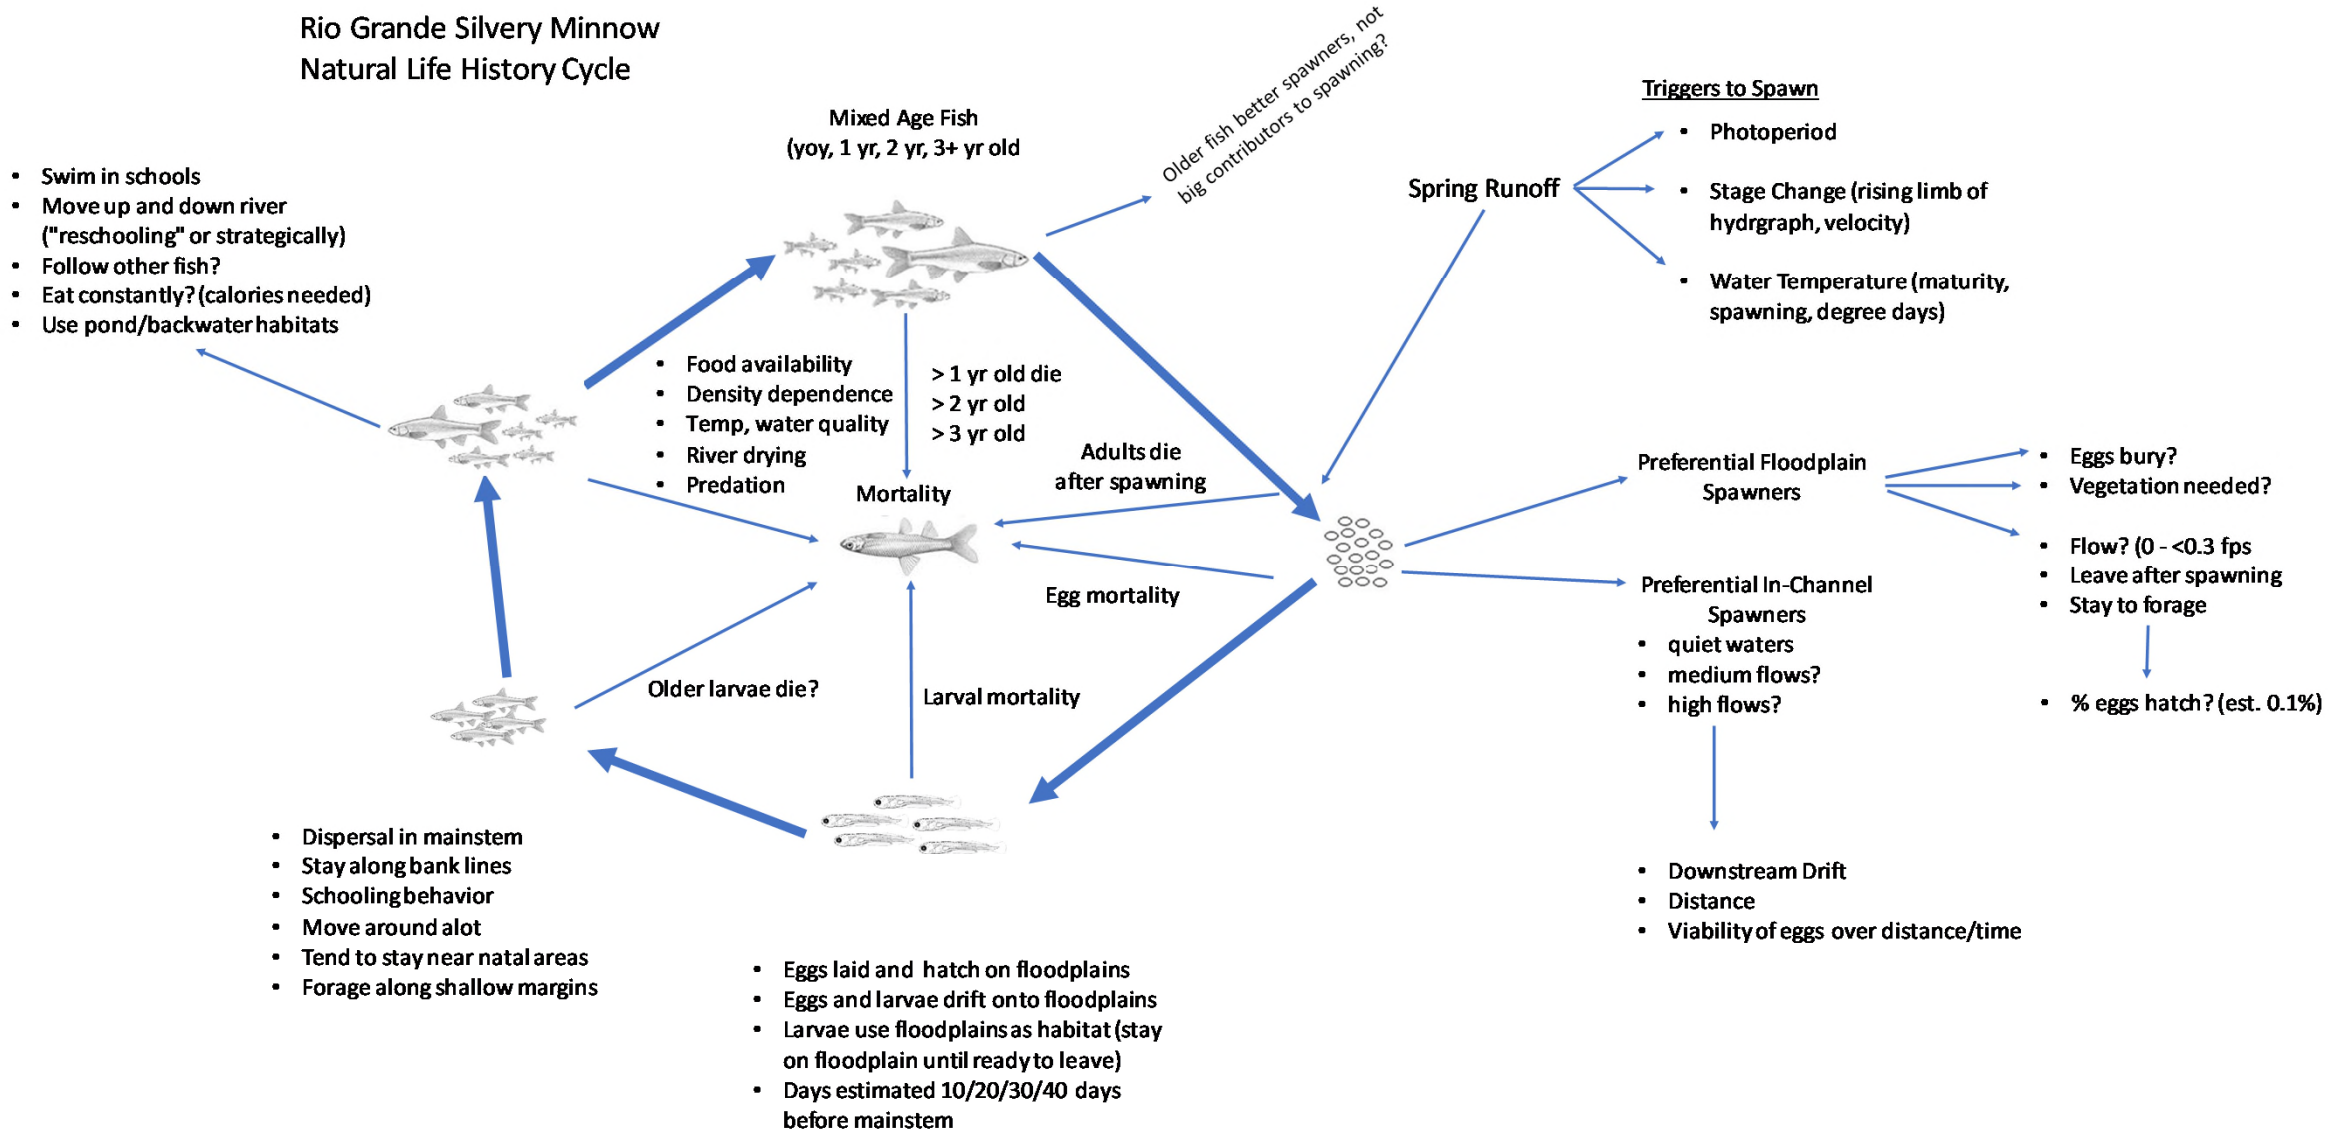 Rio Grande Silvery Minnow
Natural Life History Cycle
Mixed Age Fish
(yoy, 1 yr, 2 yr, 3+ yr old
Older fish better spawners, not
big contributors to spawning?
Triggers to Spawn
• Photoperiod
• Stage Change (rising limb of
hydrgraph, velocity)
• Water Temperature (maturity,
spawning, degree days)
Spring Runoff
• Swim in schools
• Move up and down river
("reschooling" or strategically)
• Follow other fish?
• Eat constantly? (calories needed)
• Use pond/backwater habitats
• Food availability
• Density dependence
• Temp, water quality
• River drying
• Predation
> 1 yr old die
> 2 yr old
> 3 yr old
Mortality
Adults die
after spawning
Egg mortality
Older larvae die?
Larval mortality
Preferential Floodplain
Spawners
• Eggs bury?
• Vegetation needed?
• Flow? (0 - <0.3 fps
• Leave after spawning
• Stay to forage
• % eggs hatch? (est. 0.1%)
Preferential In-Channel
Spawners
• quiet waters
• medium flows?
• high flows?
• Downstream Drift
• Distance
• Viability of eggs over distance/time
• Dispersal in mainstem
• Stay along bank lines
• Schooling behavior
• Move around alot
• Tend to stay near natal areas
• Forage along shallow margins
• Eggs laid and hatch on floodplains
• Eggs and larvae drift onto floodplains
• Larvae use floodplains as habitat (stay
on floodplain until ready to leave)
• Days estimated 10/20/30/40 days
before mainstem